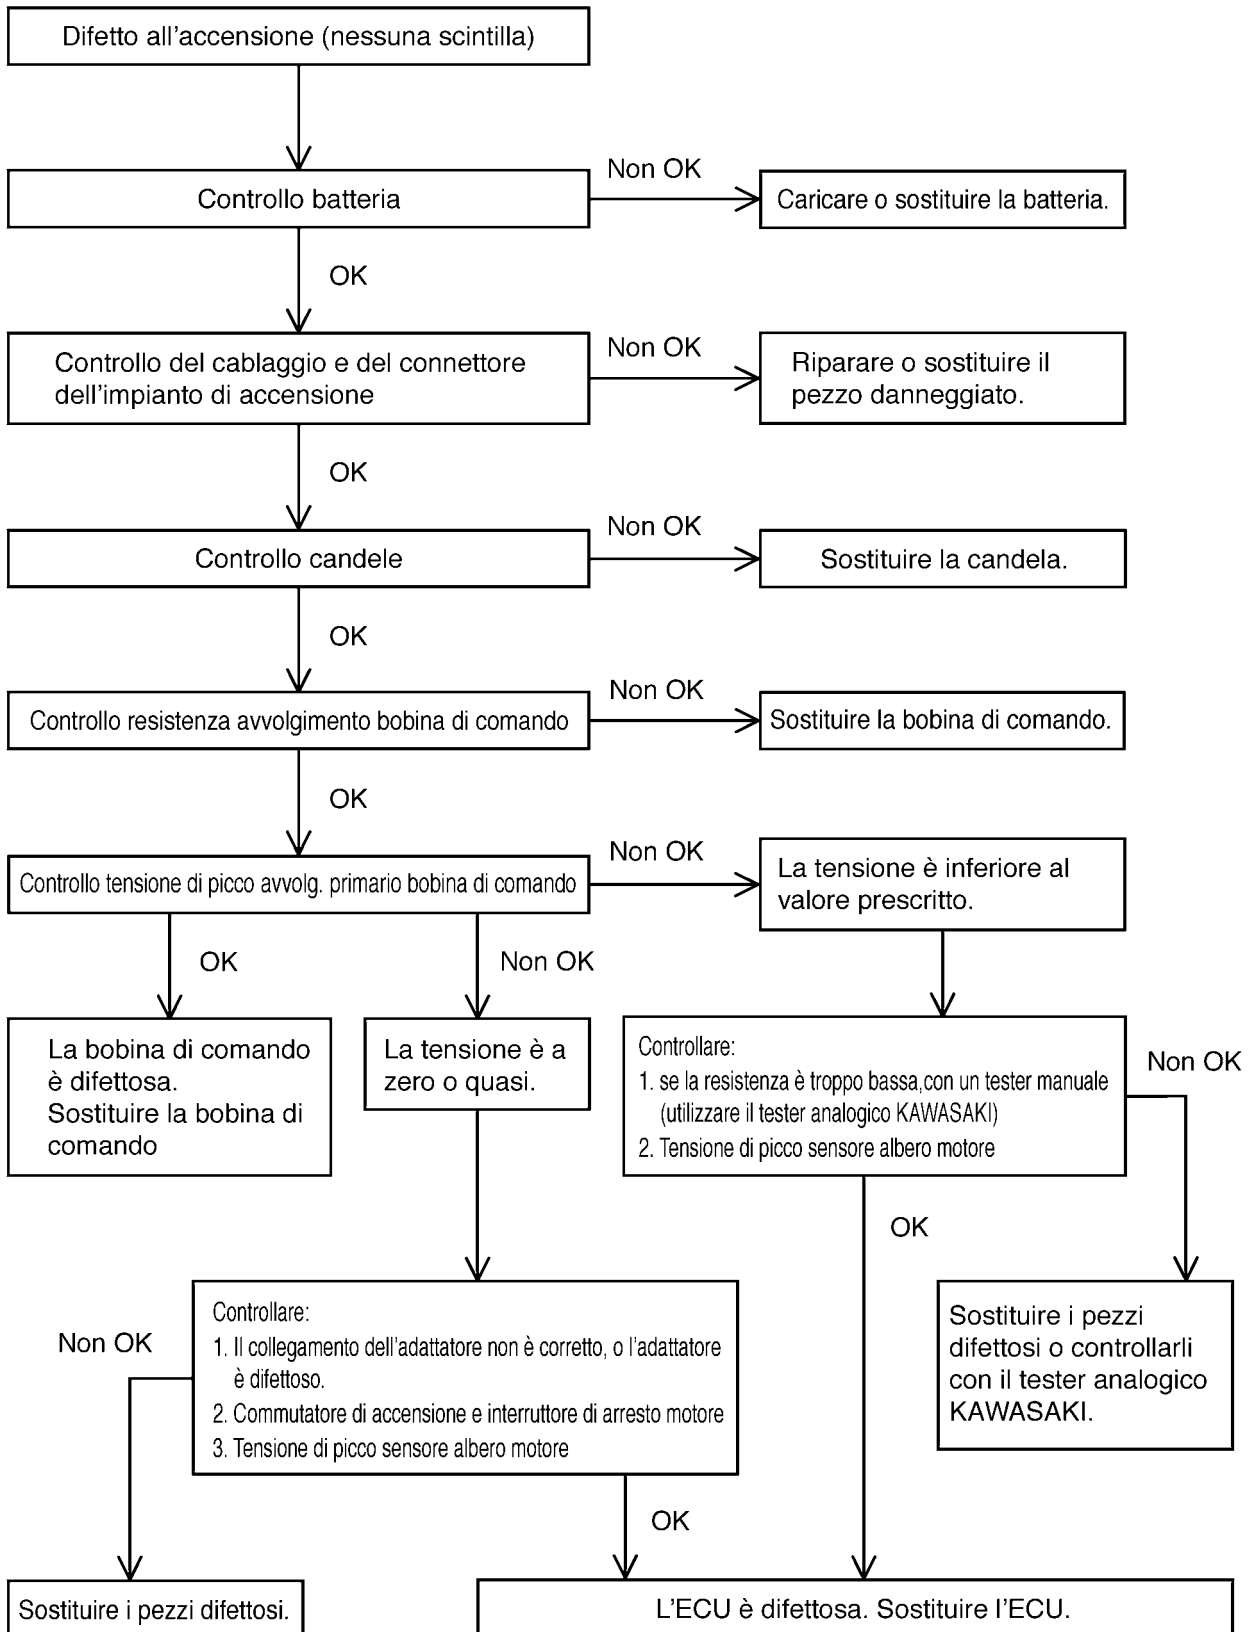 Difetto all'accensione (nessuna scintilla)
Controllo batteria
Non OK
Caricare o sostituire la batteria.
OK
Controllo del cablaggio e del connettore
dell'impianto di accensione
Non OK
Riparare o sostituire il
pezzo danneggiato.
OK
Controllo candele
Non OK
Sostituire la candela.
OK
Controllo resistenza avvolgimento bobina di comando
Non OK
Sostituire la bobina di comando.
OK
Controllo tensione di picco avvolg. primario bobina di comando
Non OK
La tensione è inferiore al
valore prescritto.
OK
Non OK
La bobina di comando
è difettosa.
Sostituire la bobina di
comando
La tensione è a
zero o quasi.
Controllare:
1. se la resistenza è troppo bassa,con un tester manuale
(utilizzare il tester analogico KAWASAKI)
2. Tensione di picco sensore albero motore
Non OK
OK
Non OK
Controllare:
1. Il collegamento dell'adattatore non è corretto, o l'adattatore
è difettoso.
2. Commutatore di accensione e interruttore di arresto motore
3. Tensione di picco sensore albero motore
Sostituire i pezzi
difettosi o controllarli
con il tester analogico
KAWASAKI.
OK
Sostituire i pezzi difettosi.
L'ECU è difettosa. Sostituire l'ECU.